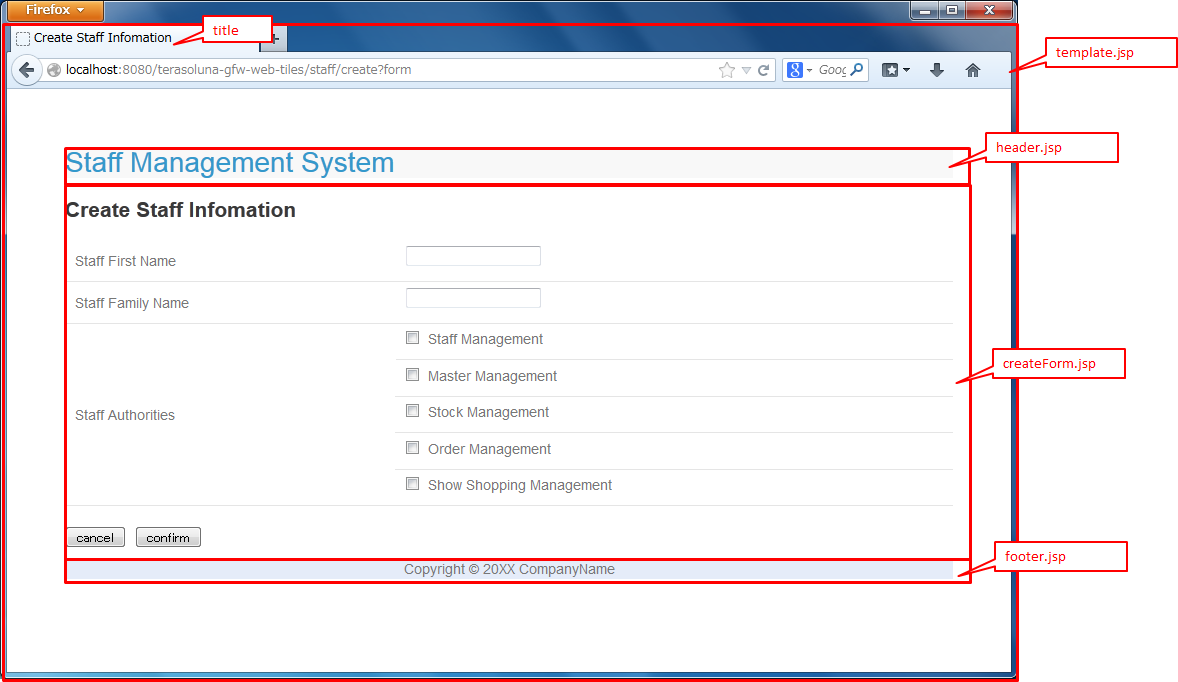 Firefox
title
Create Staff Infomation
template.jsp
localhost:8080/terasoluna-gfw-web-tiles/staff/create?form
8
Goog
header.jsp
Staff Management System
Create Staff Infomation
Staff First Name
Staff Family Name
Staff Management
createForm.jsp
Master Management
Staff Authorities
Stock Management
Order Management
Show Shopping Management
cancel
confirm
footer.jsp
Copyright © 20XX CompanyName